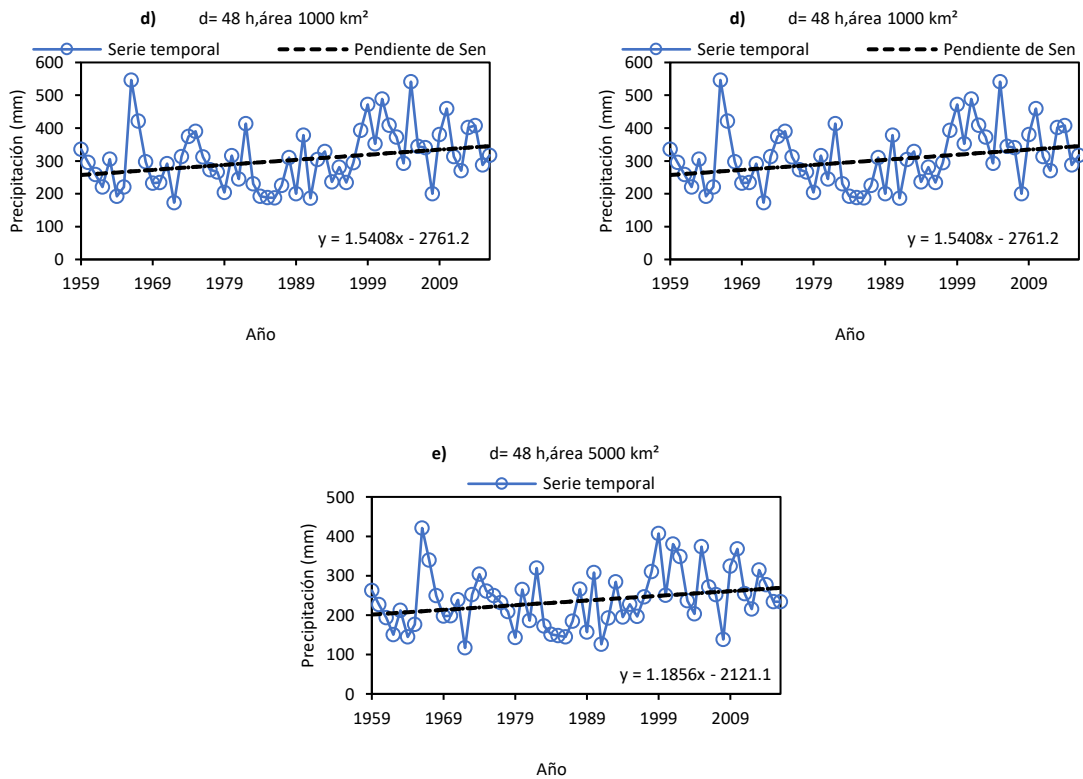 d) d= 48 h,área 1000 km²
Serie temporal Pendiente de Sen
Precipitación (mm)
600
500
400
300
200
100
0
y = 1.5408x - 2761.2
1959 1969 1979 1989 1999 2009
Año
d) d= 48 h,área 1000 km²
Serie temporal Pendiente de Sen
Precipitación (mm)
600
500
400
300
200
100
0
y = 1.5408x - 2761.2
1959 1969 1979 1989 1999 2009
Año
e) d= 48 h,área 5000 km²
Serie temporal
Precipitación (mm)
500
400
300
200
100
0
y = 1.1856x - 2121.1
1959 1969 1979 1989 1999 2009
Año